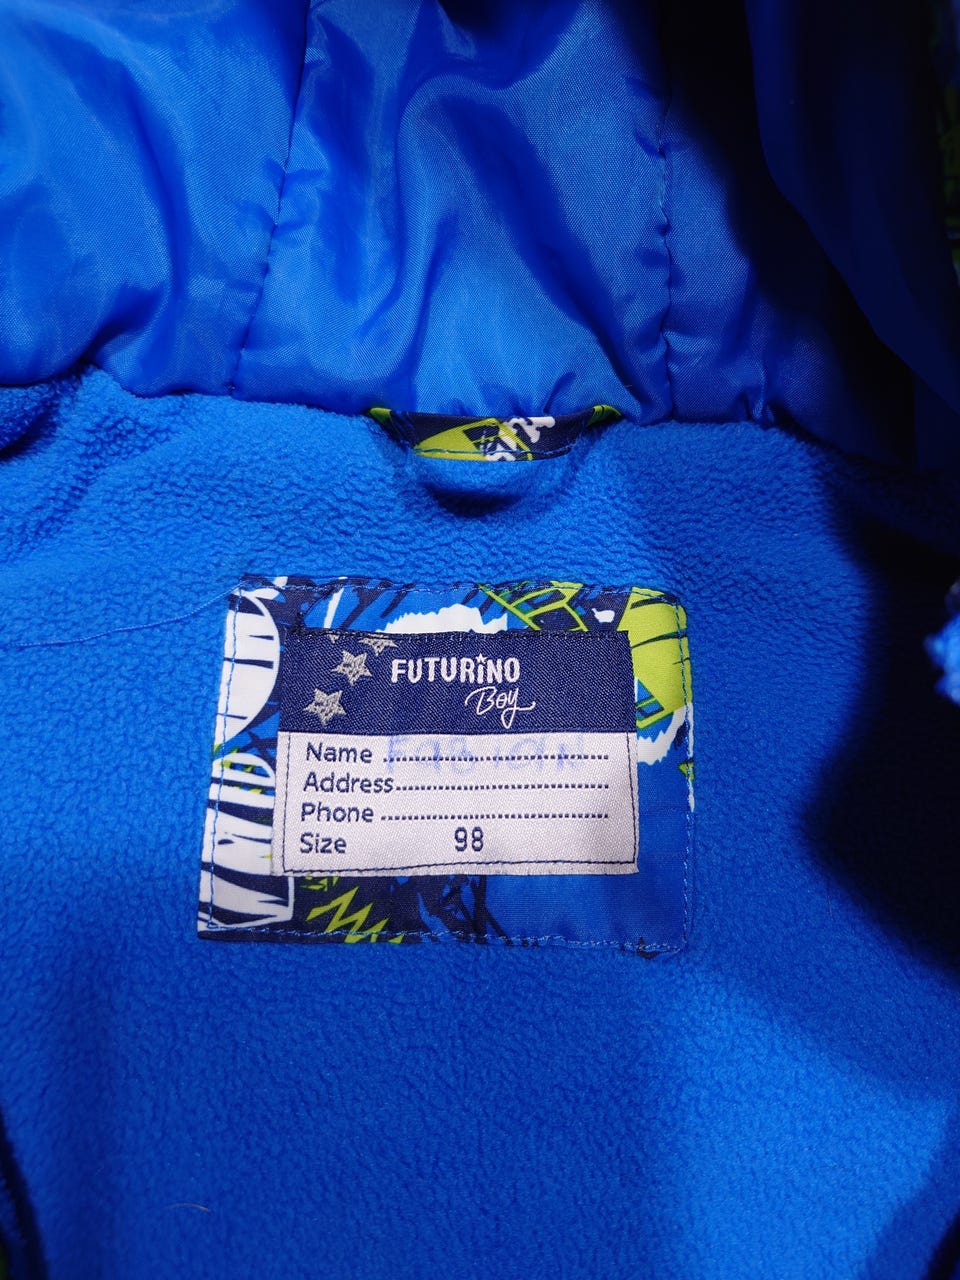 FUTURiNO
Boy
Name ........................................
Address.....................................
Phone ........................................
Size 98